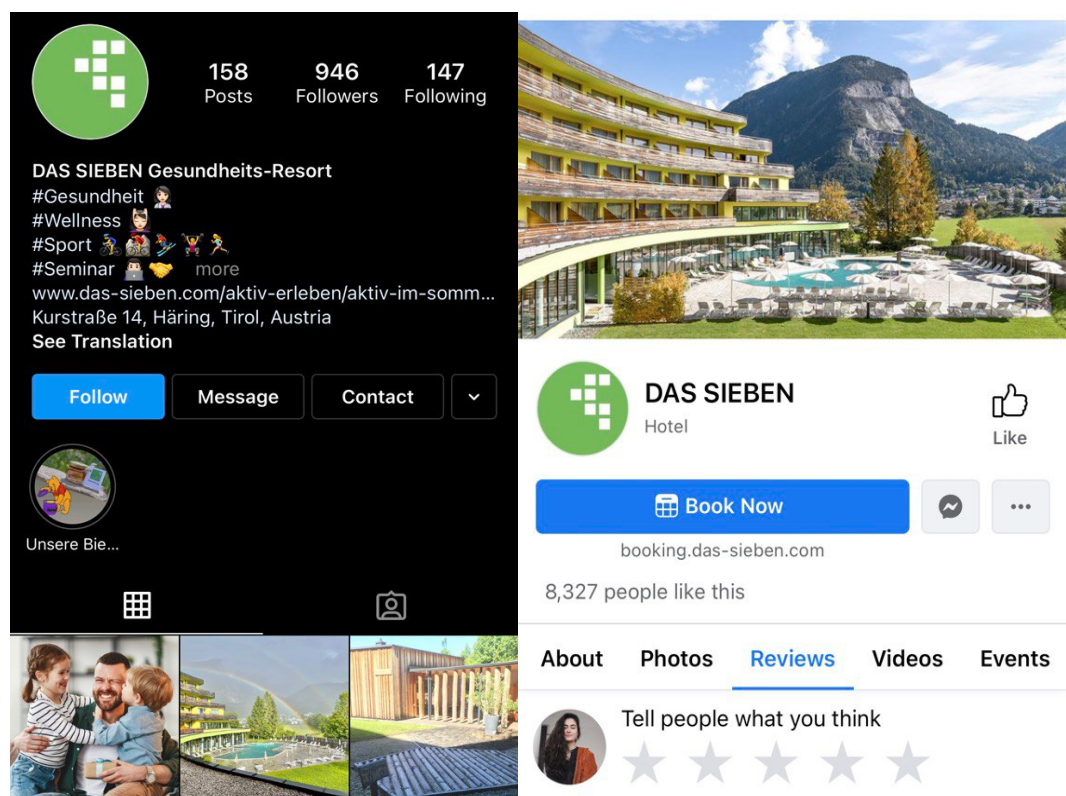 158
Posts
946
Followers
147
Following
DAS SIEBEN Gesundheits-Resort
#Gesundheit
#Wellness
#Sport
#Seminar more
www.das-sieben.com/aktiv-erleben/aktiv-im-somm...
Kurstraße 14, Häring, Tirol, Austria
See Translation
Follow
Message
Contact
Unsere Bie...
DAS SIEBEN
Hotel
Like
Book Now
booking.das-sieben.com
8,327 people like this
About
Photos
Reviews
Videos
Events
Tell people what you think